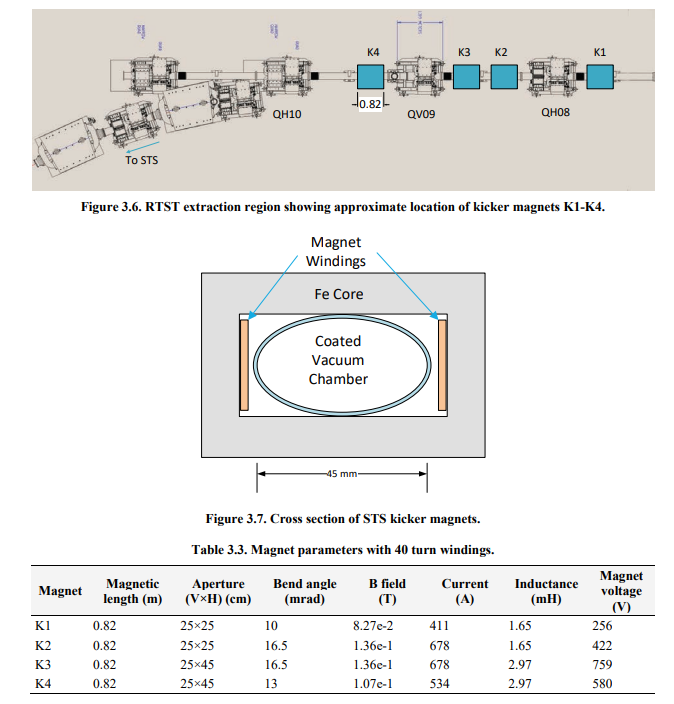 K4
K3
K2
K1
0.82
QH10
QV09
QH08
To STS
Figure 3.6. RTST extraction region showing approximate location of kicker magnets K1-K4.
Magnet
Windings
Fe Core
Coated
Vacuum
Chamber
45 mm
Figure 3.7. Cross section of STS kicker magnets.
Table 3.3. Magnet parameters with 40 turn windings.
Magnet Magnetic length (m) Aperture (V×H) (cm) Bend angle (mrad) B field (T) Current (A) Inductance (mH) Magnet voltage (V)
K1 0.82 25×25 10 8.27e-2 411 1.65 256
K2 0.82 25×25 16.5 1.36e-1 678 1.65 422
K3 0.82 25×45 16.5 1.36e-1 678 2.97 759
K4 0.82 25×45 13 1.07e-1 534 2.97 580